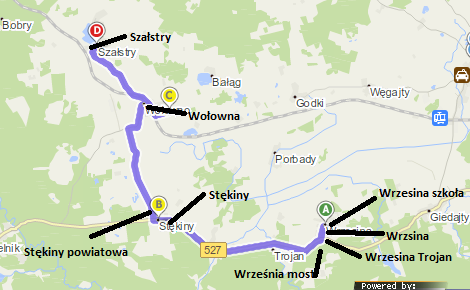 Bobry
D
Szałstry
Szałstry
Bałąg
C
Wołowna
Godki
Węgajty
Porbady
Stękiny
Wrzesina szkoła
A
Giedajty
B
Stękiny
Wrzsina
Stękiny powiatowa
527
Trojan
Wrzesina Trojan
Września most
Powered by: